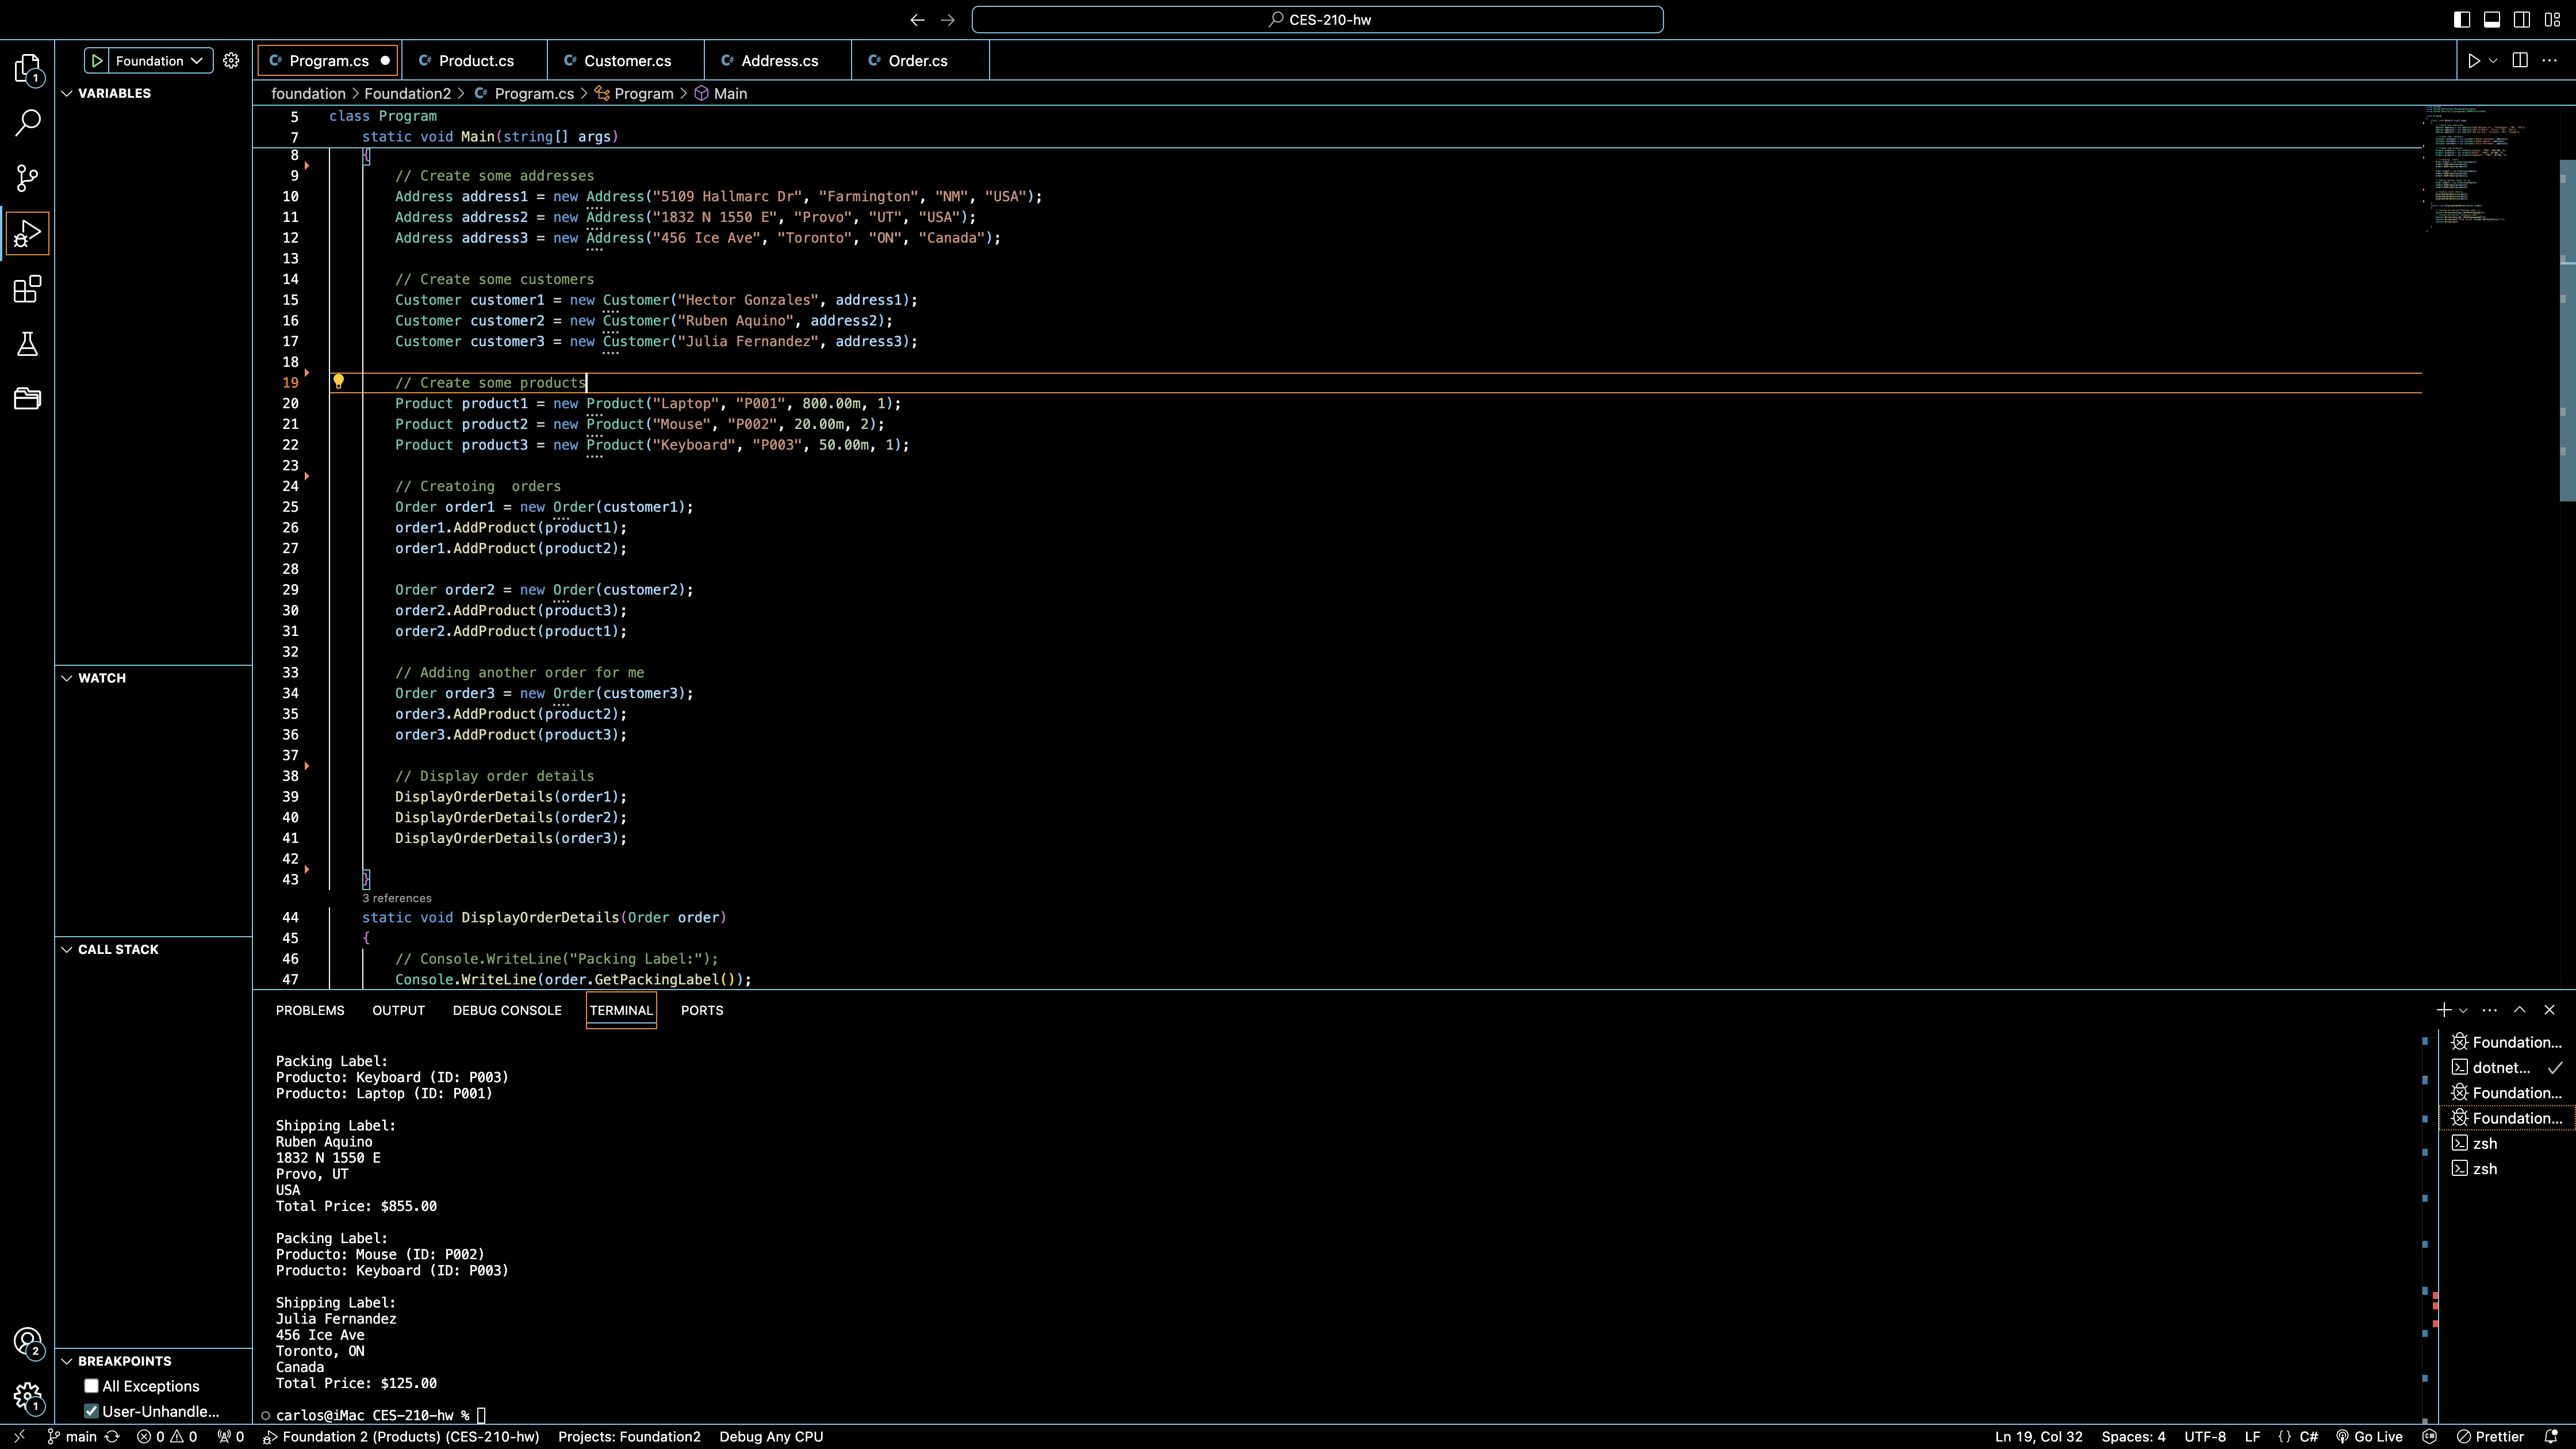 CES-210-hw
Foundation
Program.cs
Product.cs
Customer.cs
Address.cs
Order.cs
1
VARIABLES
foundation > Foundation2 > Program.cs > Program > Main
5 class Program
7 static void Main(string[] args)
8 {
9 // Create some addresses
10 Address address1 = new Address("5109 Hallmarc Dr", "Farmington", "NM", "USA");
11 Address address2 = new Address("1832 N 1550 E", "Provo", "UT", "USA");
12 Address address3 = new Address("456 Ice Ave", "Toronto", "ON", "Canada");
13
14 // Create some customers
15 Customer customer1 = new Customer("Hector Gonzales", address1);
16 Customer customer2 = new Customer("Ruben Aquino", address2);
17 Customer customer3 = new Customer("Julia Fernandez", address3);
18
19 // Create some products
20 Product product1 = new Product("Laptop", "P001", 800.00m, 1);
21 Product product2 = new Product("Mouse", "P002", 20.00m, 2);
22 Product product3 = new Product("Keyboard", "P003", 50.00m, 1);
23
24 // Creatoing  orders
25 Order order1 = new Order(customer1);
26 order1.AddProduct(product1);
27 order1.AddProduct(product2);
28
29 Order order2 = new Order(customer2);
30 order2.AddProduct(product3);
31 order2.AddProduct(product1);
32
33 // Adding another order for me
34 Order order3 = new Order(customer3);
35 order3.AddProduct(product2);
36 order3.AddProduct(product3);
37
38 // Display order details
39 DisplayOrderDetails(order1);
40 DisplayOrderDetails(order2);
41 DisplayOrderDetails(order3);
42
43 }
3 references
44 static void DisplayOrderDetails(Order order)
45 {
46 // Console.WriteLine("Packing Label:");
47 Console.WriteLine(order.GetPackingLabel());
WATCH
CALL STACK
BREAKPOINTS
All Exceptions
User-Unhandle...
2
1
PROBLEMS OUTPUT DEBUG CONSOLE TERMINAL PORTS
Packing Label:
Producto: Keyboard (ID: P003)
Producto: Laptop (ID: P001)
Shipping Label:
Ruben Aquino
1832 N 1550 E
Provo, UT
USA
Total Price: $855.00
Packing Label:
Producto: Mouse (ID: P002)
Producto: Keyboard (ID: P003)
Shipping Label:
Julia Fernandez
456 Ice Ave
Toronto, ON
Canada
Total Price: $125.00
carlos@iMac CES-210-hw %
Foundation...
dotnet...
Foundation...
Foundation...
zsh
zsh
main 0 0 0 Foundation 2 (Products) (CES-210-hw) Projects: Foundation2 Debug Any CPU
Ln 19, Col 32 Spaces: 4 UTF-8 LF {} C# Go Live Prettier